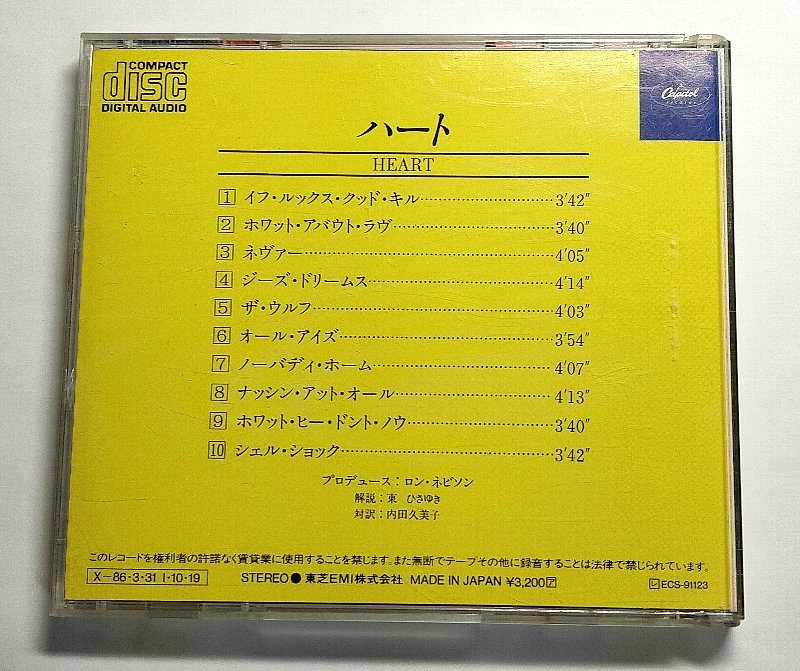 COMPACT
disc
DIGITAL AUDIO
Capitol
ハート
HEART
1 イフ・ルックス・クッド・キル………………………3′42″
2 ホワット・アバウト・ラヴ………………………3′40″
3 ネヴァー………………………4′05″
4 ジーズ・ドリームス………………………4′14″
5 ザ・ウルフ………………………4′03″
6 オール・アイズ………………………3′54″
7 ノーバディ・ホーム………………………4′07″
8 ナッシン・アット・オール………………………4′13″
9 ホワット・ヒー・ドント・ノウ………………………3′40″
10 シェル・ショック………………………3′42″
プロデュース：ロン・ネビソン
解説：東 ひさゆき
対訳：内田久美子
このレコードを権利者の許諾なく賃貸業に使用することを禁じます。また無断でテープその他に録音することは法律で禁じられています。
X－86・3・31 I・10・19 STEREO● 東芝EMI株式会社 MADE IN JAPAN ¥3,200 ECS-91123